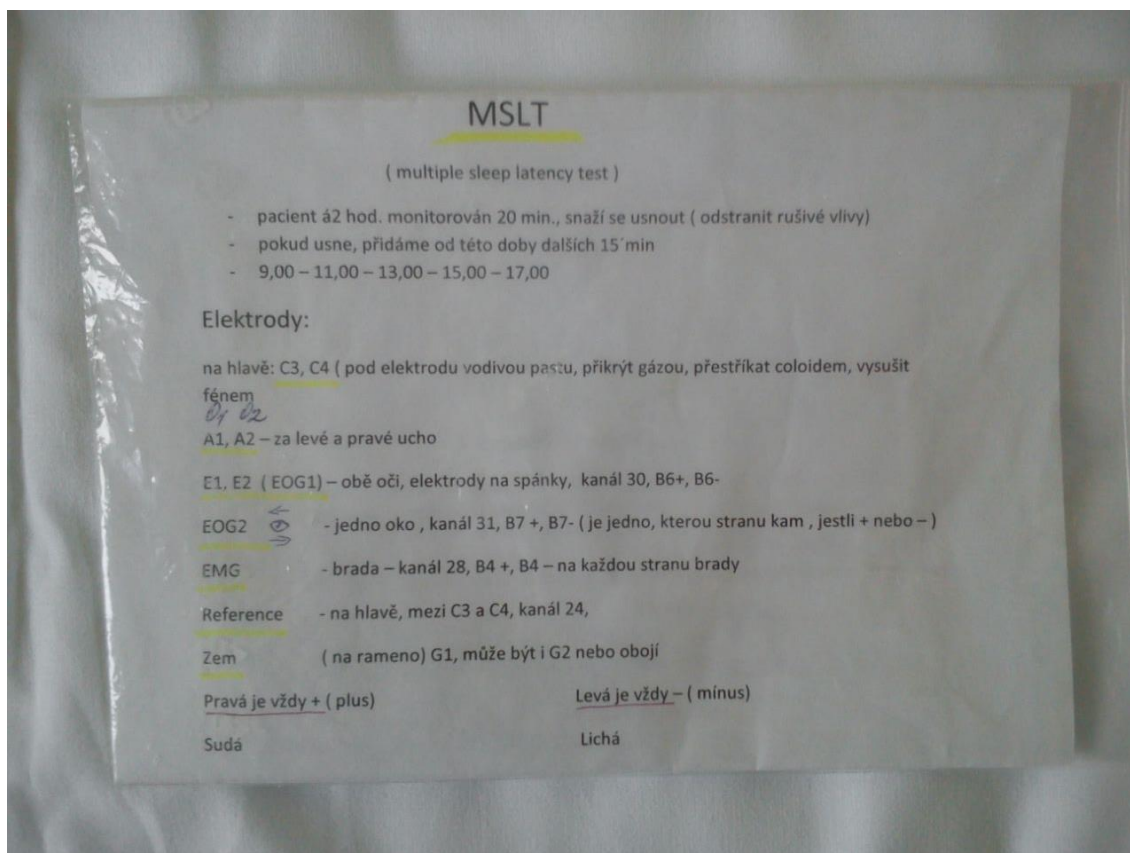 MSLT
( multiple sleep latency test )
- pacient á2 hod. monitorován 20 min., snaží se usnout ( odstranit rušivé vlivy)
- pokud usne, přidáme od této doby dalších 15´min
- 9,00 – 11,00 – 13,00 – 15,00 – 17,00
Elektrody:
na hlavě: C3, C4 ( pod elektrodu vodivou pastu, přikrýt gázou, přestříkat coloidem, vysušit
fénem
O1 O2
A1, A2 – za levé a pravé ucho
E1, E2 ( EOG1) – obě oči, elektrody na spánky, kanál 30, B6+, B6-
EOG2 - jedno oko , kanál 31, B7 +, B7- ( je jedno, kterou stranu kam , jestli + nebo – )
EMG - brada – kanál 28, B4 +, B4 – na každou stranu brady
Reference - na hlavě, mezi C3 a C4, kanál 24,
Zem ( na rameno) G1, může být i G2 nebo obojí
Pravá je vždy + ( plus) Levá je vždy – ( mínus)
Sudá Lichá